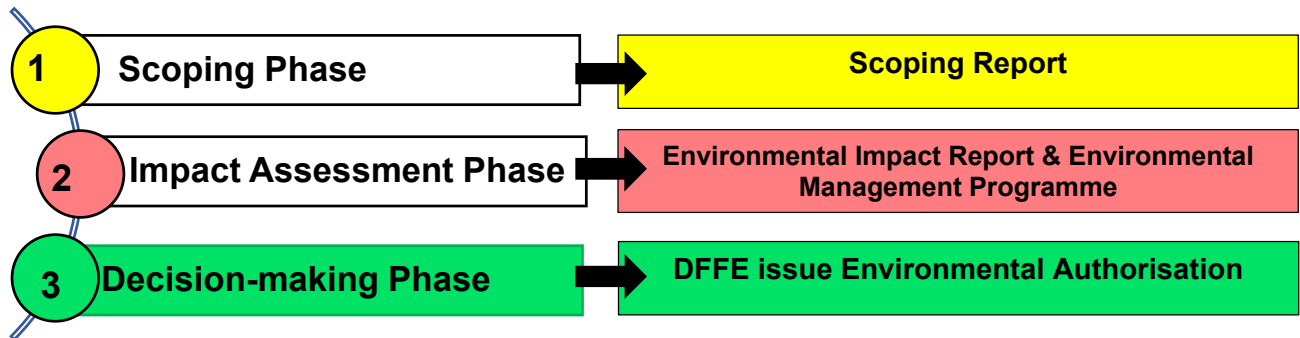 1
Scoping Phase
Scoping Report
2
Impact Assessment Phase
Environmental Impact Report & Environmental
Management Programme
3
Decision-making Phase
DFFE issue Environmental Authorisation